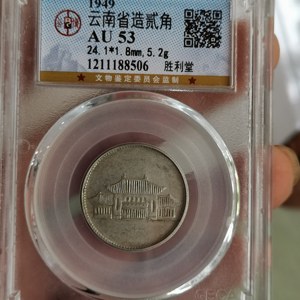 1949
云南省造贰角
AU 53
24.1*1.8mm, 5.2g
1211188506 胜利堂
★ 文物鉴定委员会监制 ★